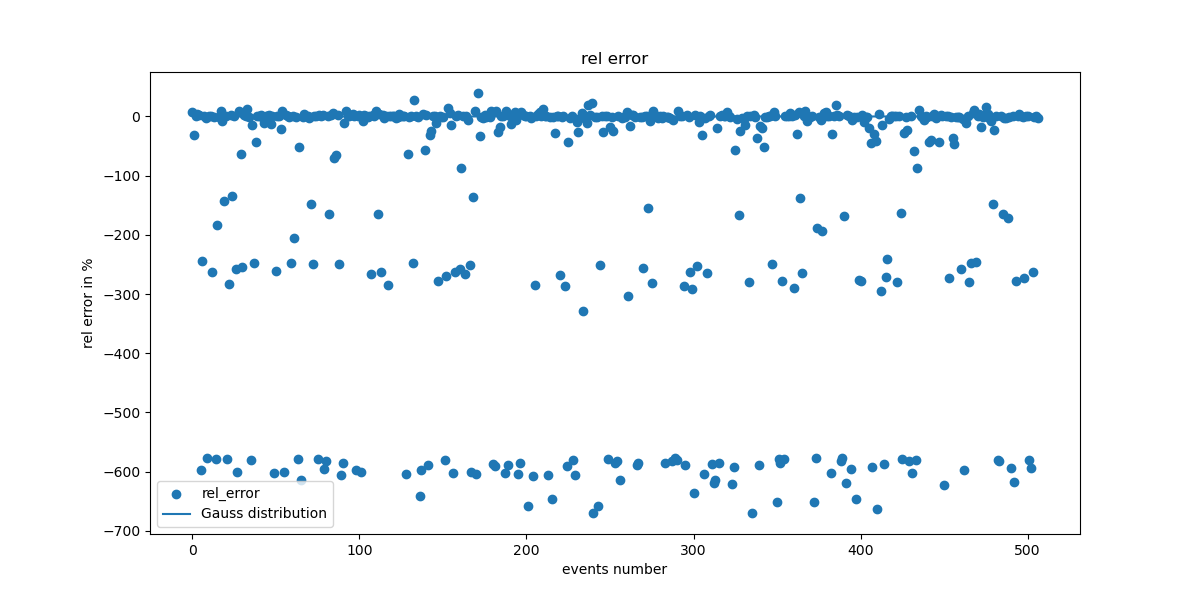 rel error
rel error in %
0
−100
−200
−300
−400
−500
−600
−700
rel_error
Gauss distribution
0 100 200 300 400 500
events number